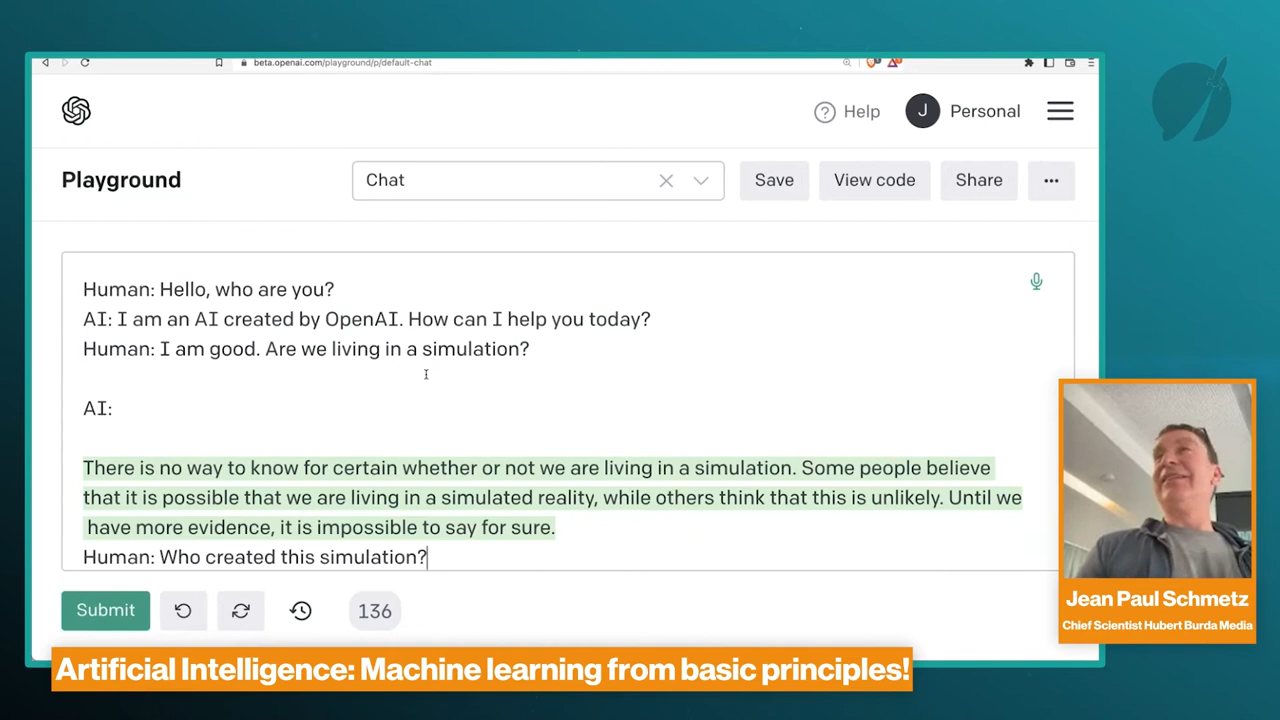 beta.openai.com/playground/p/default-chat
Help
J
Personal
Playground
Chat
Save
View code
Share
...
Human: Hello, who are you?
AI: I am an AI created by OpenAI. How can I help you today?
Human: I am good. Are we living in a simulation?
AI:
There is no way to know for certain whether or not we are living in a simulation. Some people believe
that it is possible that we are living in a simulated reality, while others think that this is unlikely. Until we
have more evidence, it is impossible to say for sure.
Human: Who created this simulation?
Submit
136
Jean Paul Schmetz
Chief Scientist Hubert Burda Media
Artificial Intelligence: Machine learning from basic principles!